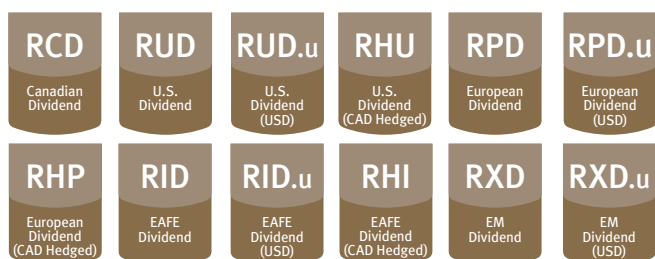 RCD
Canadian
Dividend
RUD
U.S.
Dividend
RUD.u
U.S.
Dividend
(USD)
RHU
U.S.
Dividend
(CAD Hedged)
RPD
European
Dividend
RPD.u
European
Dividend
(USD)
RHP
European
Dividend
(CAD Hedged)
RID
EAFE
Dividend
RID.u
EAFE
Dividend
(USD)
RHI
EAFE
Dividend
(CAD Hedged)
RXD
EM
Dividend
RXD.u
EM
Dividend
(USD)